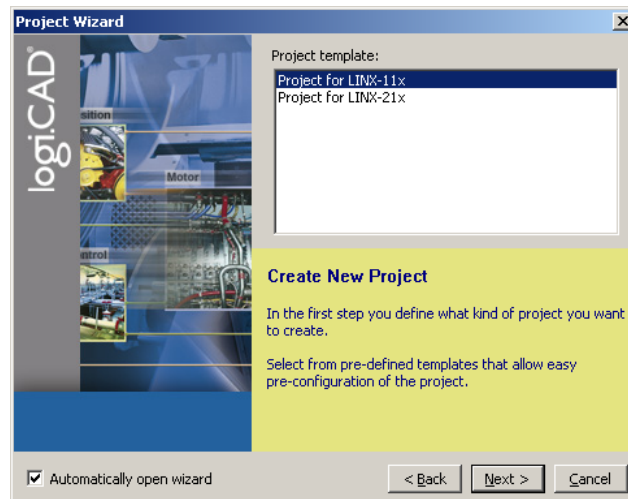 Project Wizard
logi.CAD®
sition
Motor
ntrol
Project template:
Project for LINX-11x
Project for LINX-21x
Create New Project
In the first step you define what kind of project you want
to create.
Select from pre-defined templates that allow easy
pre-configuration of the project.
Automatically open wizard
< Back
Next >
Cancel